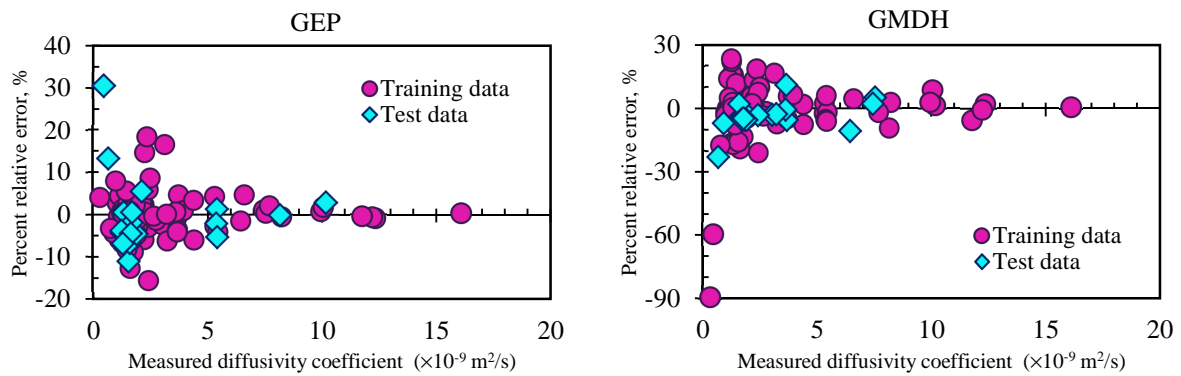 GEP
Percent relative error, %
40
30
20
10
0
-10
-20
Training data
Test data
0 5 10 15 20
Measured diffusivity coefficient (×10⁻⁹ m²/s)
GMDH
Percent relative error, %
30
0
-30
-60
-90
Training data
Test data
0 5 10 15 20
Measured diffusivity coefficient (×10⁻⁹ m²/s)